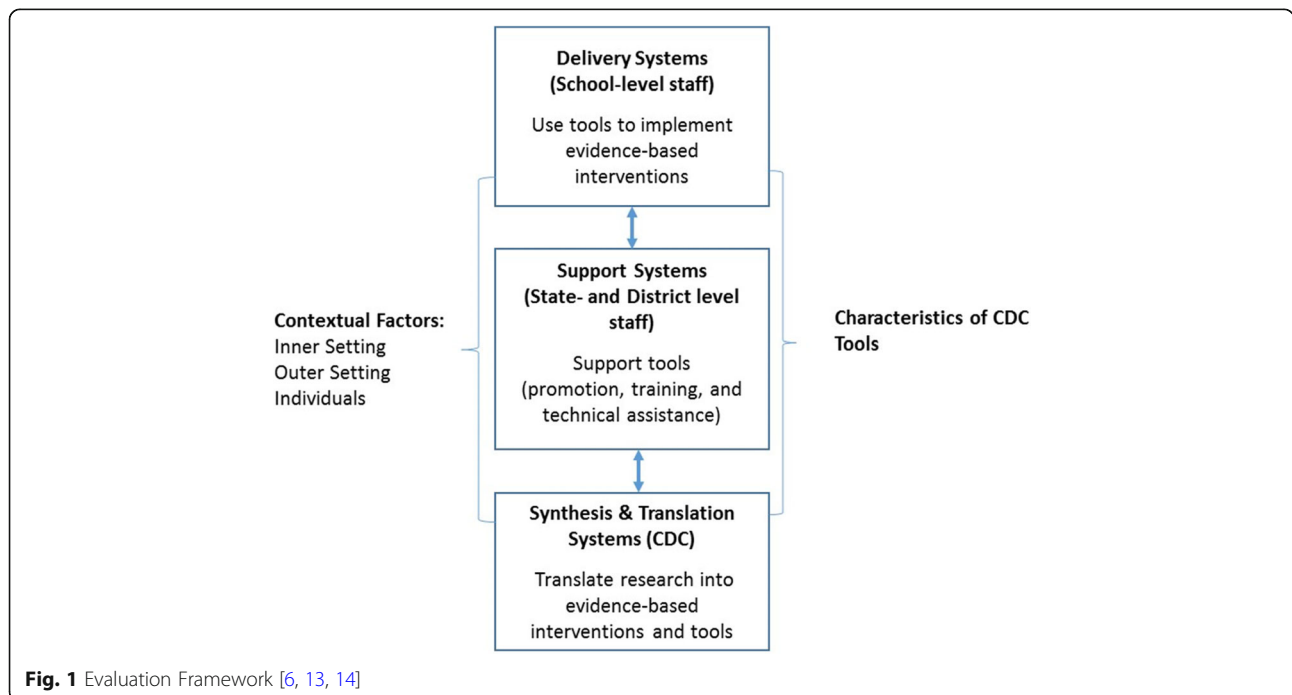 Delivery Systems
(School-level staff)
Use tools to implement
evidence-based
interventions
Support Systems
(State- and District level
staff)
Support tools
(promotion, training, and
technical assistance)
Contextual Factors:
Inner Setting
Outer Setting
Individuals
Characteristics of CDC
Tools
Synthesis & Translation
Systems (CDC)
Translate research into
evidence-based
interventions and tools
Fig. 1 Evaluation Framework [6, 13, 14]